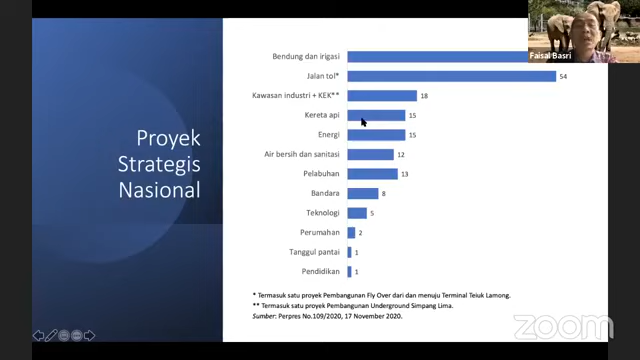 Faisal Basri
Proyek
Strategis
Nasional
Bendung dan irigasi
Jalan tol* 54
Kawasan industri + KEK** 18
Kereta api 15
Energi 15
Air bersih dan sanitasi 12
Pelabuhan 13
Bandara 8
Teknologi 5
Perumahan 2
Tanggul pantai 1
Pendidikan 1
* Termasuk satu proyek Pembangunan Fly Over dari dan menuju Terminal Teluk Lamong.
** Termasuk satu proyek Pembangunan Underground Simpang Lima.
Sumber: Perpres No.109/2020, 17 November 2020.
zoom